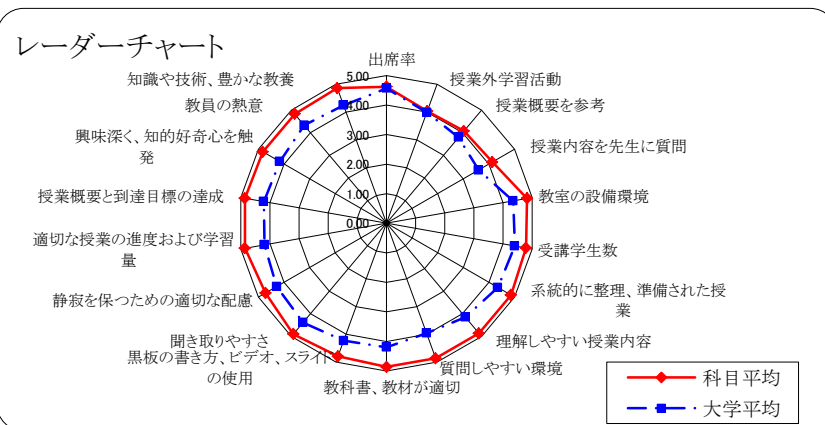 レーダーチャート
出席率
授業外学習活動
授業概要を参考
授業内容を先生に質問
教室の設備環境
受講学生数
系統的に整理、準備された授
業
理解しやすい授業内容
質問しやすい環境
教科書、教材が適切
黒板の書き方、ビデオ、スライド
の使用
聞き取りやすさ
静寂を保つための適切な配慮
適切な授業の進度および学習
量
授業概要と到達目標の達成
興味深く、知的好奇心を触
発
教員の熱意
知識や技術、豊かな教養
5.00
4.00
3.00
2.00
1.00
0.00
科目平均
大学平均